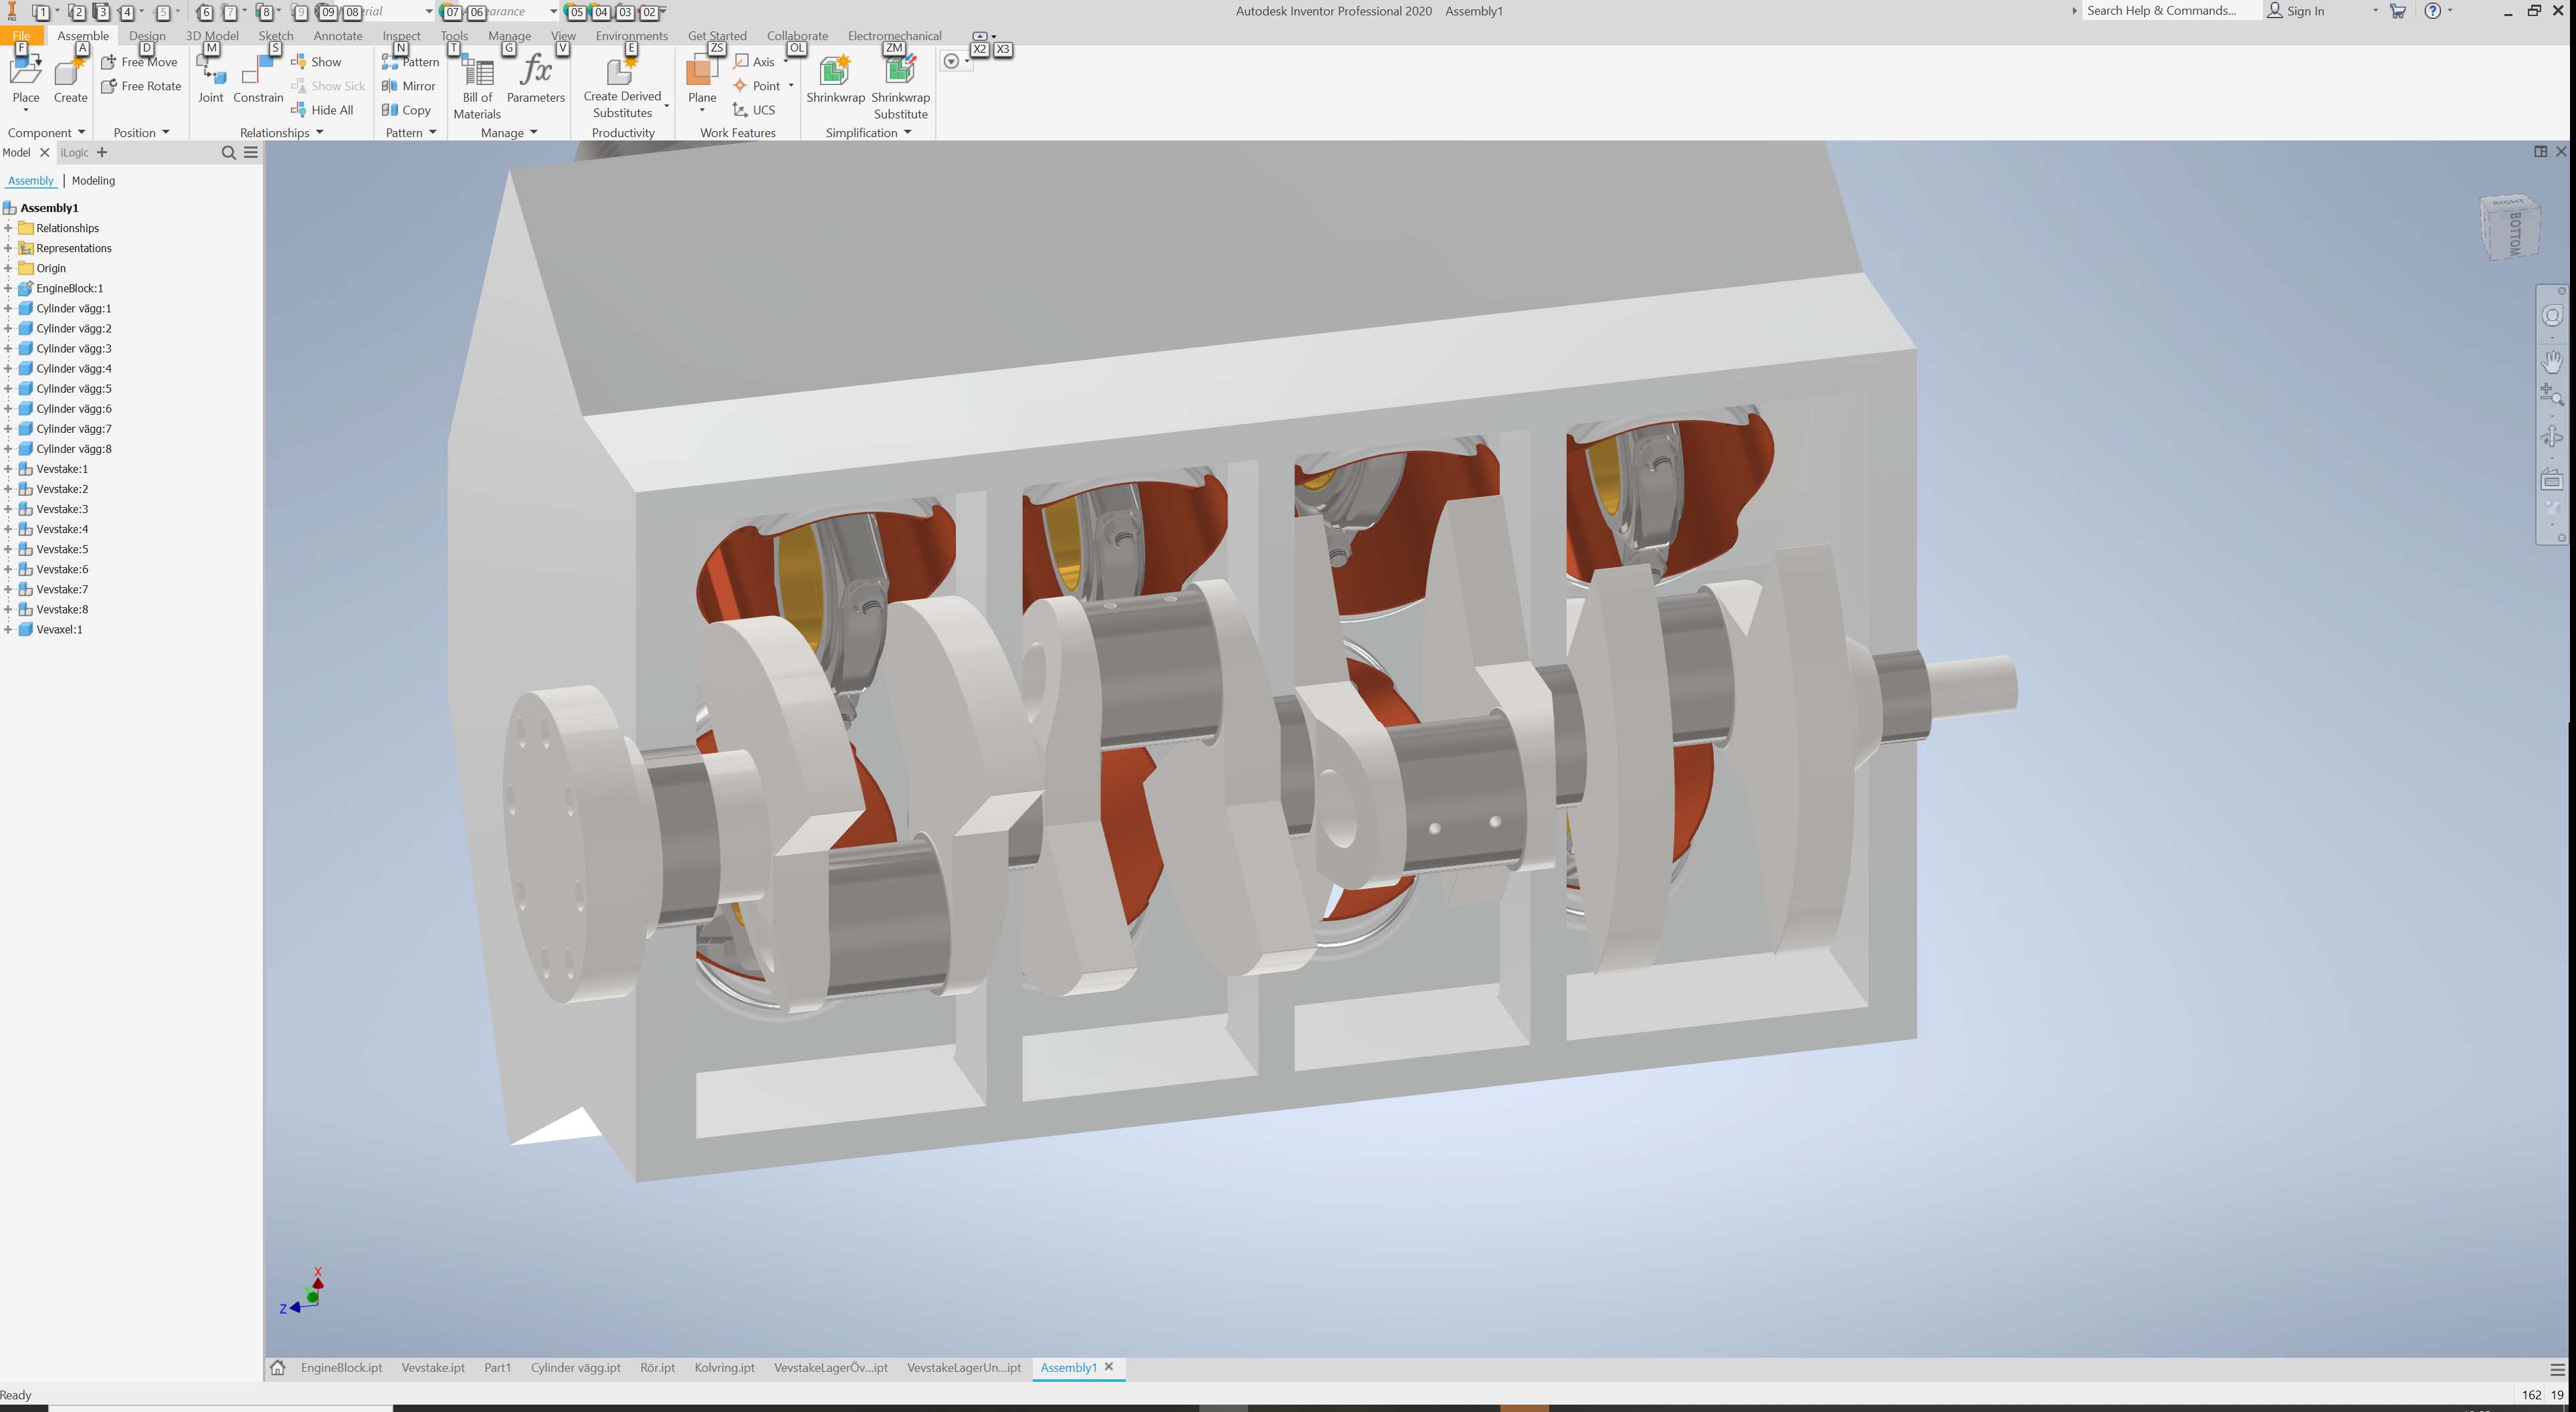 Autodesk Inventor Professional 2020 Assembly1
Search Help & Commands... Sign In
1 2 3 4 5 6 7 8 9 09 08 07 06 05 04 03 02
File Assemble Design 3D Model Sketch Annotate Inspect Tools Manage View Environments Get Started Collaborate Electromechanical
F A D M S N T G V E ZS OL ZM X2 X3
Place
Create
Free Move
Free Rotate
Joint
Constrain
Show
Show Sick
Hide All
Pattern
Mirror
Copy
Bill of
Materials
Parameters
Create Derived
Substitutes
Plane
Axis
Point
UCS
Shrinkwrap
Shrinkwrap
Substitute
Component Position Relationships Pattern Manage Productivity Work Features Simplification
Model iLogic
Assembly | Modeling
Assembly1
Relationships
Representations
Origin
EngineBlock:1
Cylinder vägg:1
Cylinder vägg:2
Cylinder vägg:3
Cylinder vägg:4
Cylinder vägg:5
Cylinder vägg:6
Cylinder vägg:7
Cylinder vägg:8
Vevstake:1
Vevstake:2
Vevstake:3
Vevstake:4
Vevstake:5
Vevstake:6
Vevstake:7
Vevstake:8
Vevaxel:1
RIGHT
BOTTOM
X
Z
EngineBlock.ipt Vevstake.ipt Part1 Cylinder vägg.ipt Rör.ipt Kolvring.ipt VevstakeLagerÖv...ipt VevstakeLagerUn...ipt Assembly1
Ready
162 19